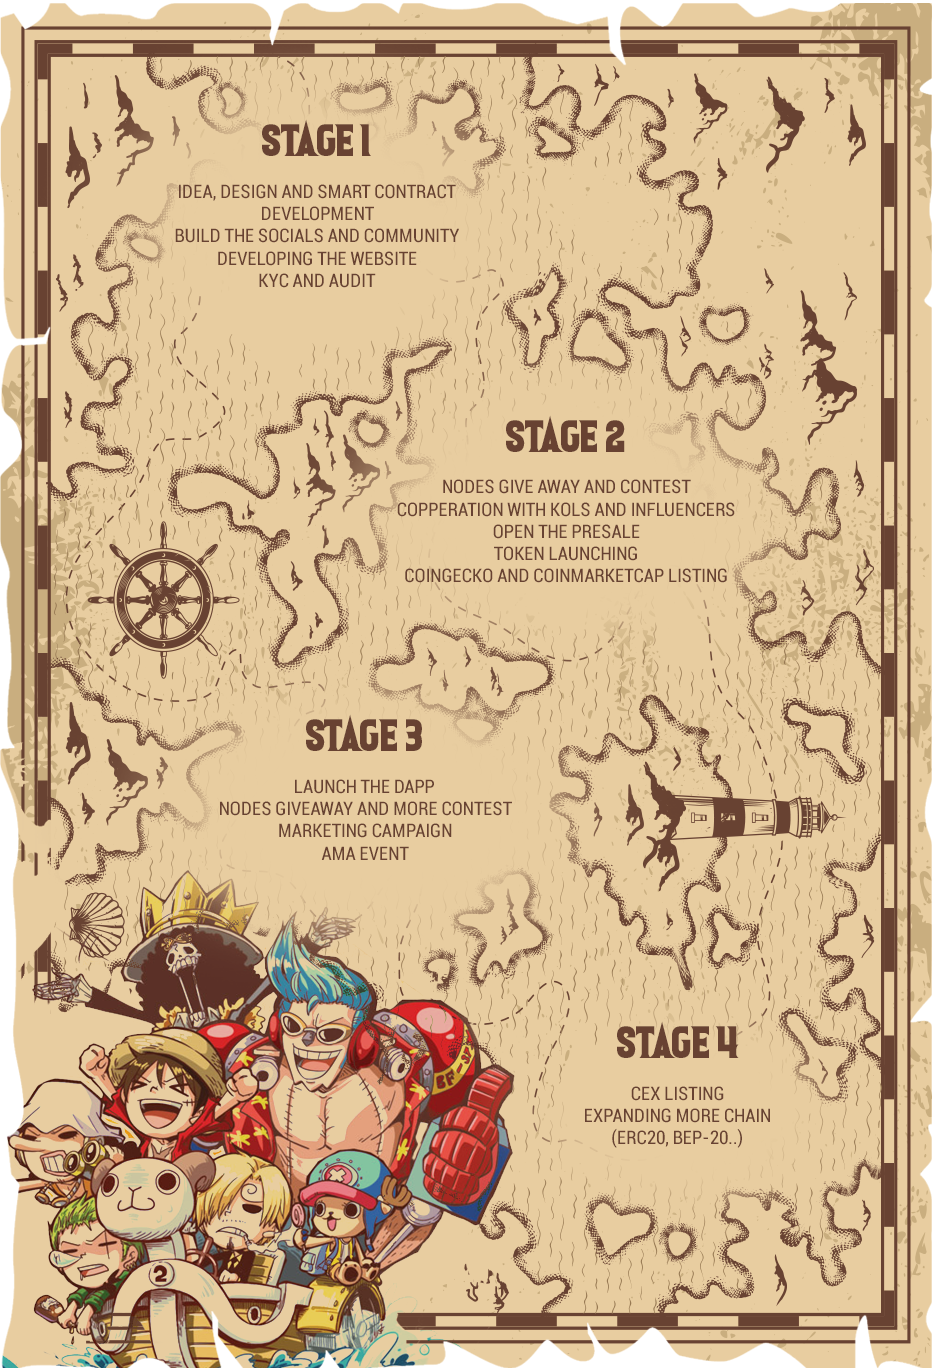 STAGE 1
IDEA, DESIGN AND SMART CONTRACT
DEVELOPMENT
BUILD THE SOCIALS AND COMMUNITY
DEVELOPING THE WEBSITE
KYC AND AUDIT
STAGE 2
NODES GIVE AWAY AND CONTEST
COPPERATION WITH KOLS AND INFLUENCERS
OPEN THE PRESALE
TOKEN LAUNCHING
COINGECKO AND COINMARKETCAP LISTING
STAGE 3
LAUNCH THE DAPP
NODES GIVEAWAY AND MORE CONTEST
MARKETING CAMPAIGN
AMA EVENT
STAGE 4
CEX LISTING
EXPANDING MORE CHAIN
(ERC20, BEP-20..)
BF-37
2